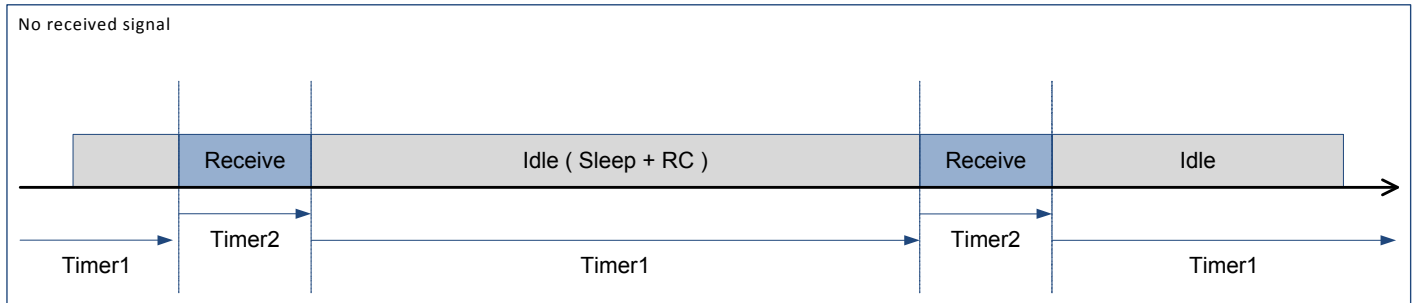 No received signal
Receive
Idle ( Sleep + RC )
Receive
Idle
Timer2
Timer2
Timer1
Timer1
Timer1